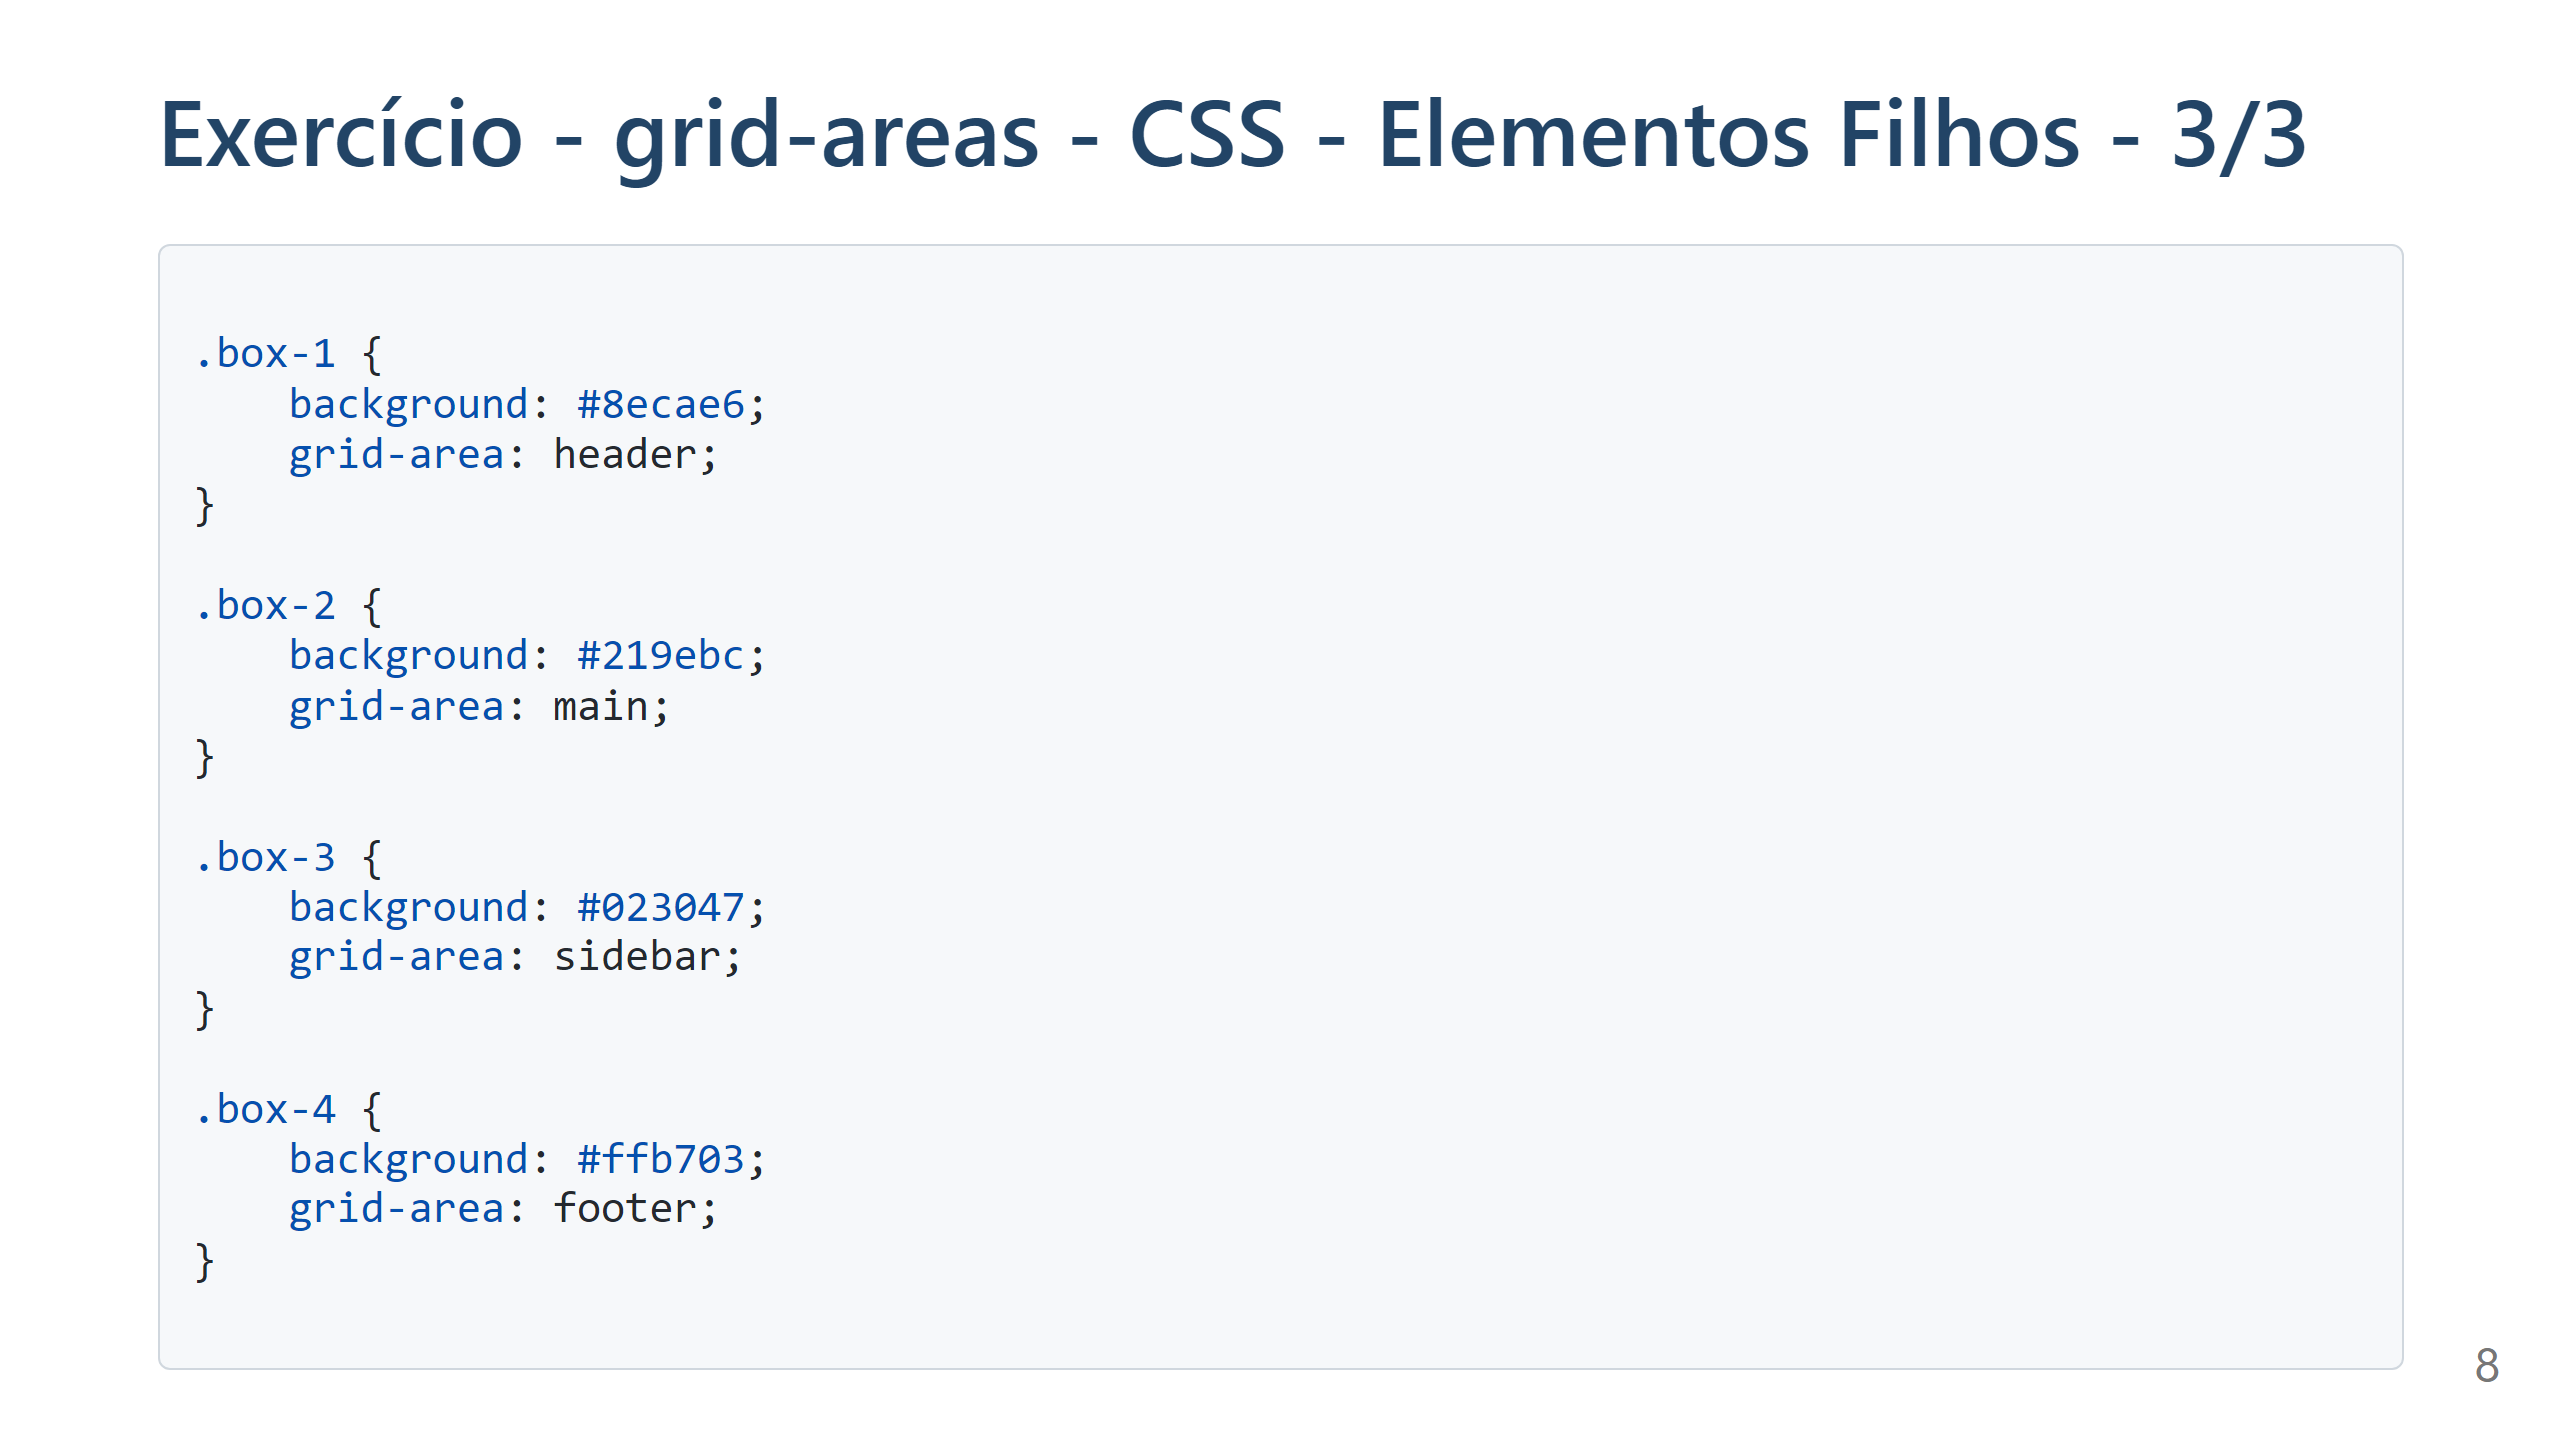 Exercício - grid-areas - CSS - Elementos Filhos - 3/3
.box-1 {
    background: #8ecae6;
    grid-area: header;
}
.box-2 {
    background: #219ebc;
    grid-area: main;
}
.box-3 {
    background: #023047;
    grid-area: sidebar;
}
.box-4 {
    background: #ffb703;
    grid-area: footer;
}
8